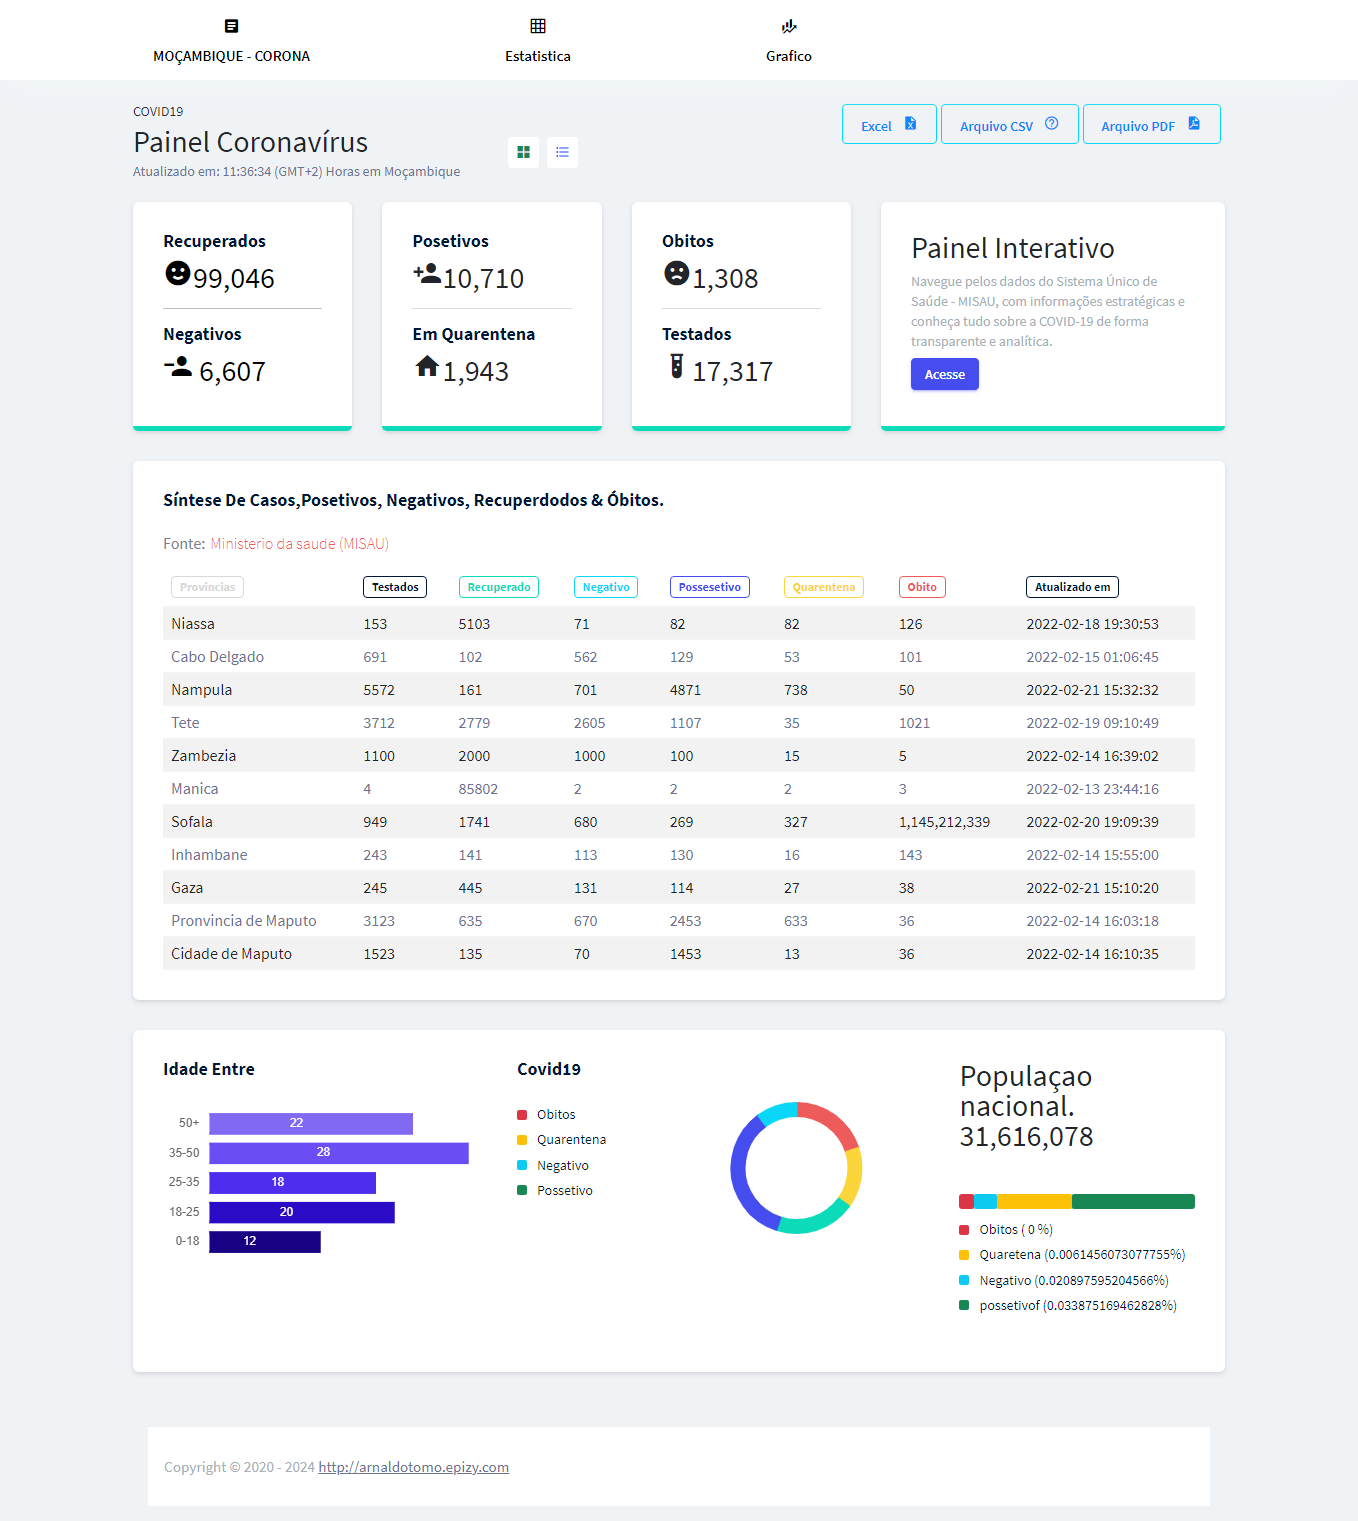 MOÇAMBIQUE - CORONA
Estatistica
Grafico
COVID19
Painel Coronavírus
Atualizado em: 11:36:34 (GMT+2) Horas em Moçambique
Excel
Arquivo CSV
Arquivo PDF
Recuperados
99,046
Negativos
6,607
Posetivos
10,710
Em Quarentena
1,943
Obitos
1,308
Testados
17,317
Painel Interativo
Navegue pelos dados do Sistema Único de
Saúde - MISAU, com informações estratégicas e
conheça tudo sobre a COVID-19 de forma
transparente e analítica.
Acesse
Síntese De Casos,Posetivos, Negativos, Recuperdodos & Óbitos.
Fonte: Ministerio da saude (MISAU)
Provincias Testados Recuperado Negativo Possesetivo Quarentena Obito Atualizado em
Niassa 153 5103 71 82 82 126 2022-02-18 19:30:53
Cabo Delgado 691 102 562 129 53 101 2022-02-15 01:06:45
Nampula 5572 161 701 4871 738 50 2022-02-21 15:32:32
Tete 3712 2779 2605 1107 35 1021 2022-02-19 09:10:49
Zambezia 1100 2000 1000 100 15 5 2022-02-14 16:39:02
Manica 4 85802 2 2 2 3 2022-02-13 23:44:16
Sofala 949 1741 680 269 327 1,145,212,339 2022-02-20 19:09:39
Inhambane 243 141 113 130 16 143 2022-02-14 15:55:00
Gaza 245 445 131 114 27 38 2022-02-21 15:10:20
Pronvincia de Maputo 3123 635 670 2453 633 36 2022-02-14 16:03:18
Cidade de Maputo 1523 135 70 1453 13 36 2022-02-14 16:10:35
Idade Entre
50+ 22
35-50 28
25-35 18
18-25 20
0-18 12
Covid19
Obitos
Quarentena
Negativo
Possetivo
Populaçao
nacional.
31,616,078
Obitos ( 0 %)
Quaretena (0.0061456073077755%)
Negativo (0.020897595204566%)
possetivof (0.033875169462828%)
Copyright © 2020 - 2024 http://arnaldotomo.epizy.com